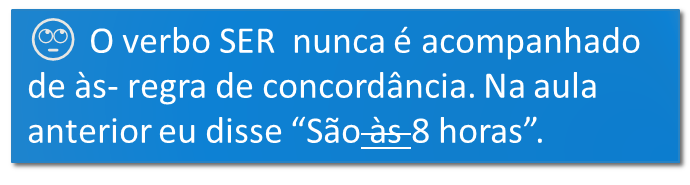 🙄 O verbo SER nunca é acompanhado
de às- regra de concordância. Na aula
anterior eu disse “São às 8 horas”.